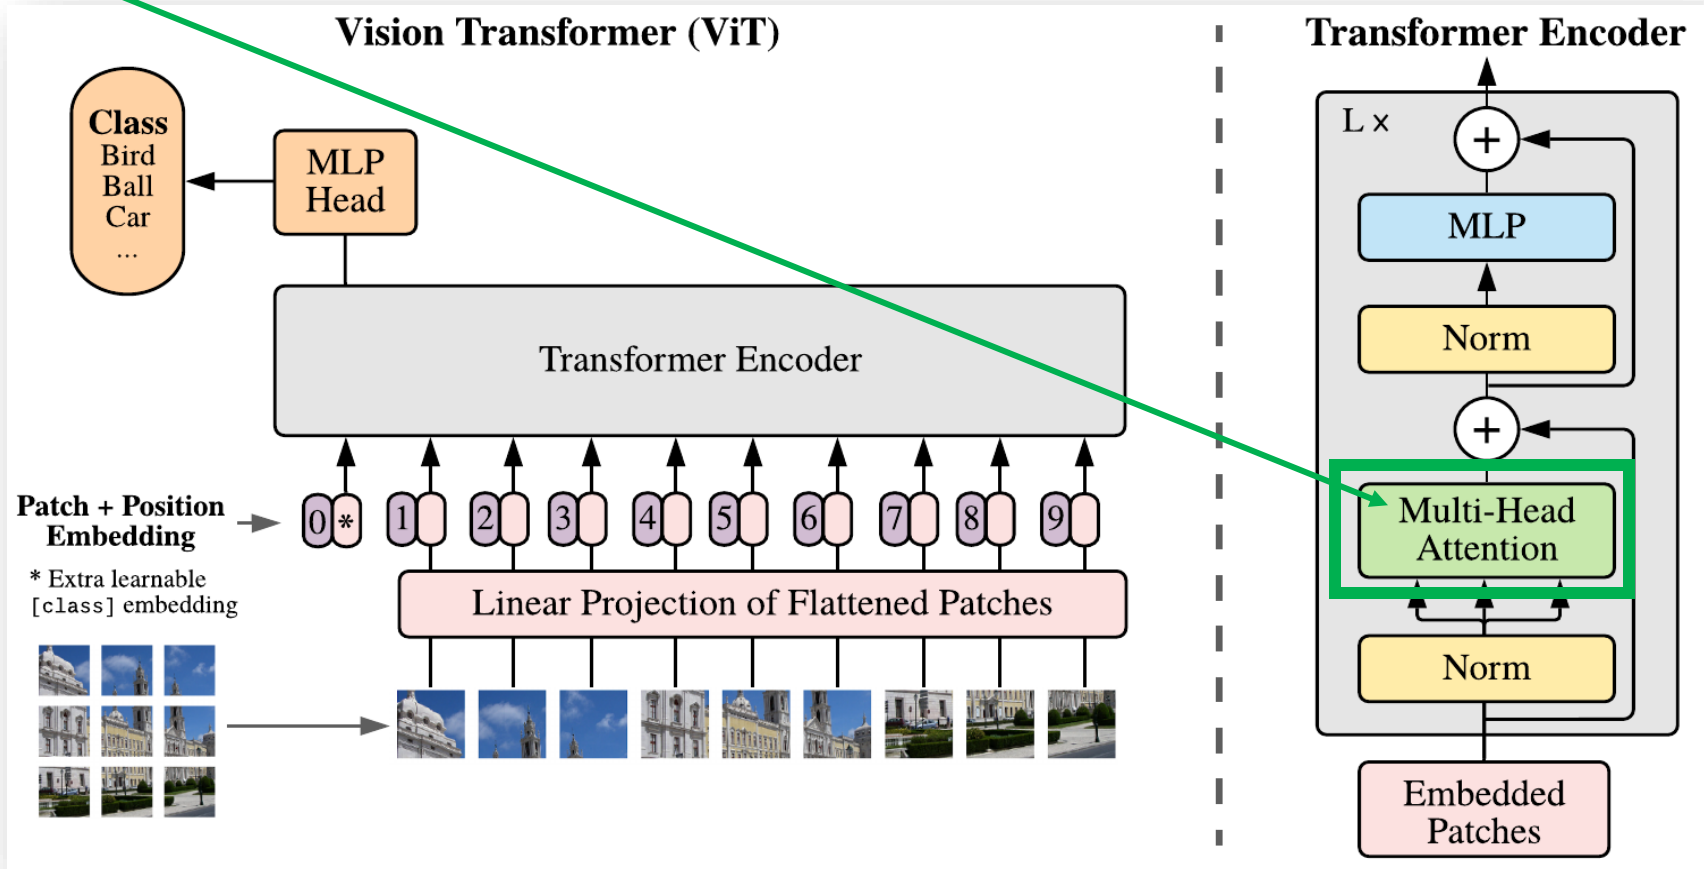 Vision Transformer (ViT)
Class
Bird
Ball
Car
...
MLP
Head
Transformer Encoder
Patch + Position
Embedding
0 * 1 2 3 4 5 6 7 8 9
* Extra learnable
[class] embedding
Linear Projection of Flattened Patches
Transformer Encoder
L ×
+
MLP
Norm
+
Multi-Head
Attention
Norm
Embedded
Patches